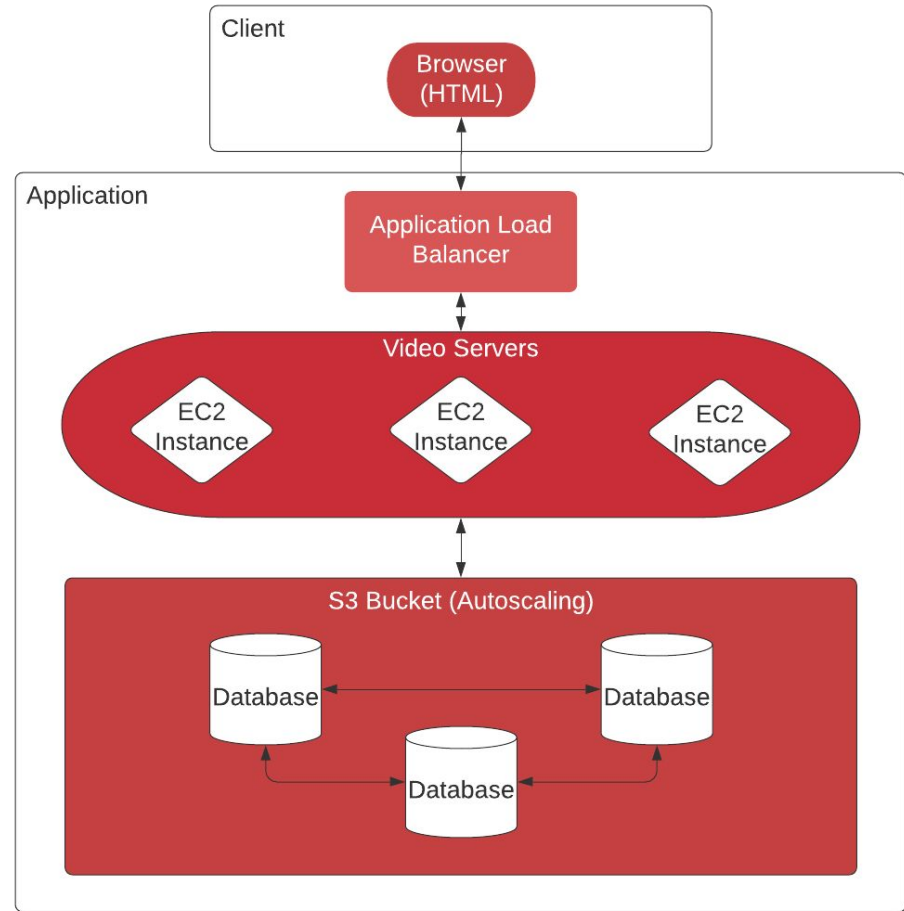 Client
Browser
(HTML)
Application
Application Load
Balancer
Video Servers
EC2
Instance
EC2
Instance
EC2
Instance
S3 Bucket (Autoscaling)
Database
Database
Database